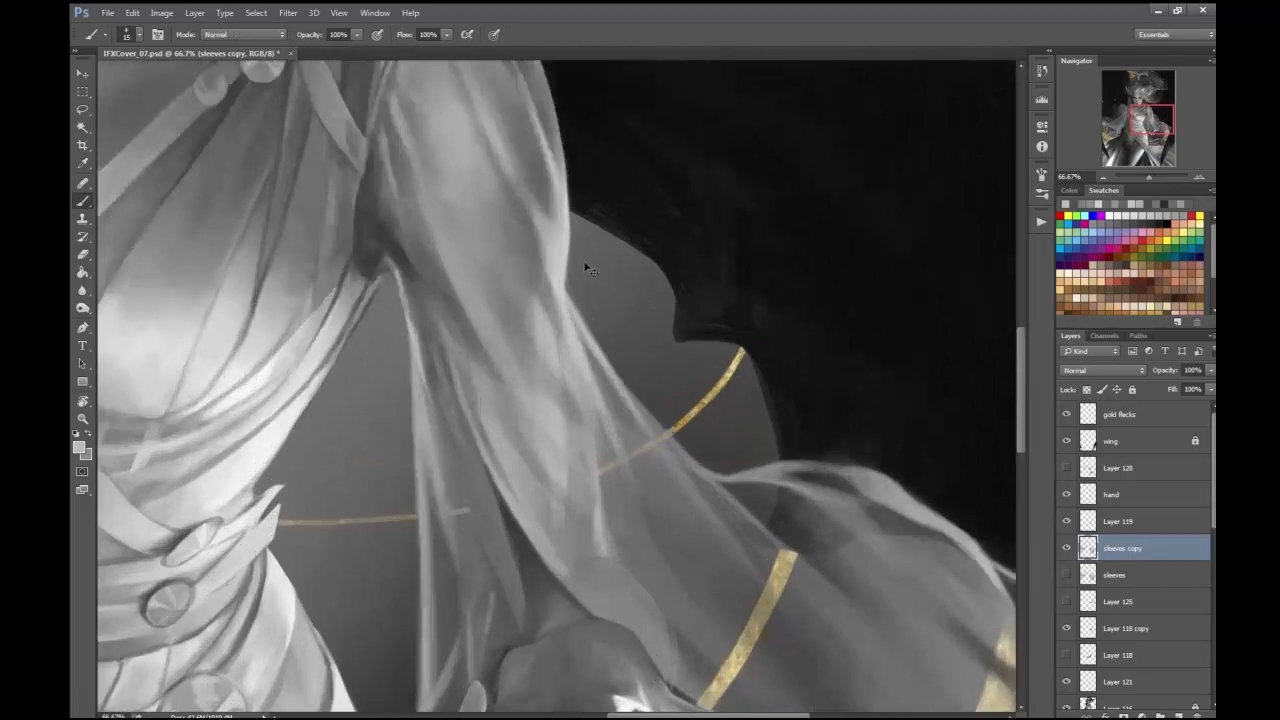 Ps File Edit Image Layer Type Select Filter 3D View Window Help
15 Mode: Normal Opacity: 100% Flow: 100% Essentials
IFXCover_07.psd @ 66.7% (sleeves copy, RGB/8) * ×
Navigator
66.67%
Color Swatches
Layers Channels Paths
Kind
Normal Opacity: 100%
Lock: Fill: 100%
gold flecks
wing
Layer 128
hand
Layer 119
sleeves copy
sleeves
Layer 125
Layer 118 copy
Layer 118
Layer 121